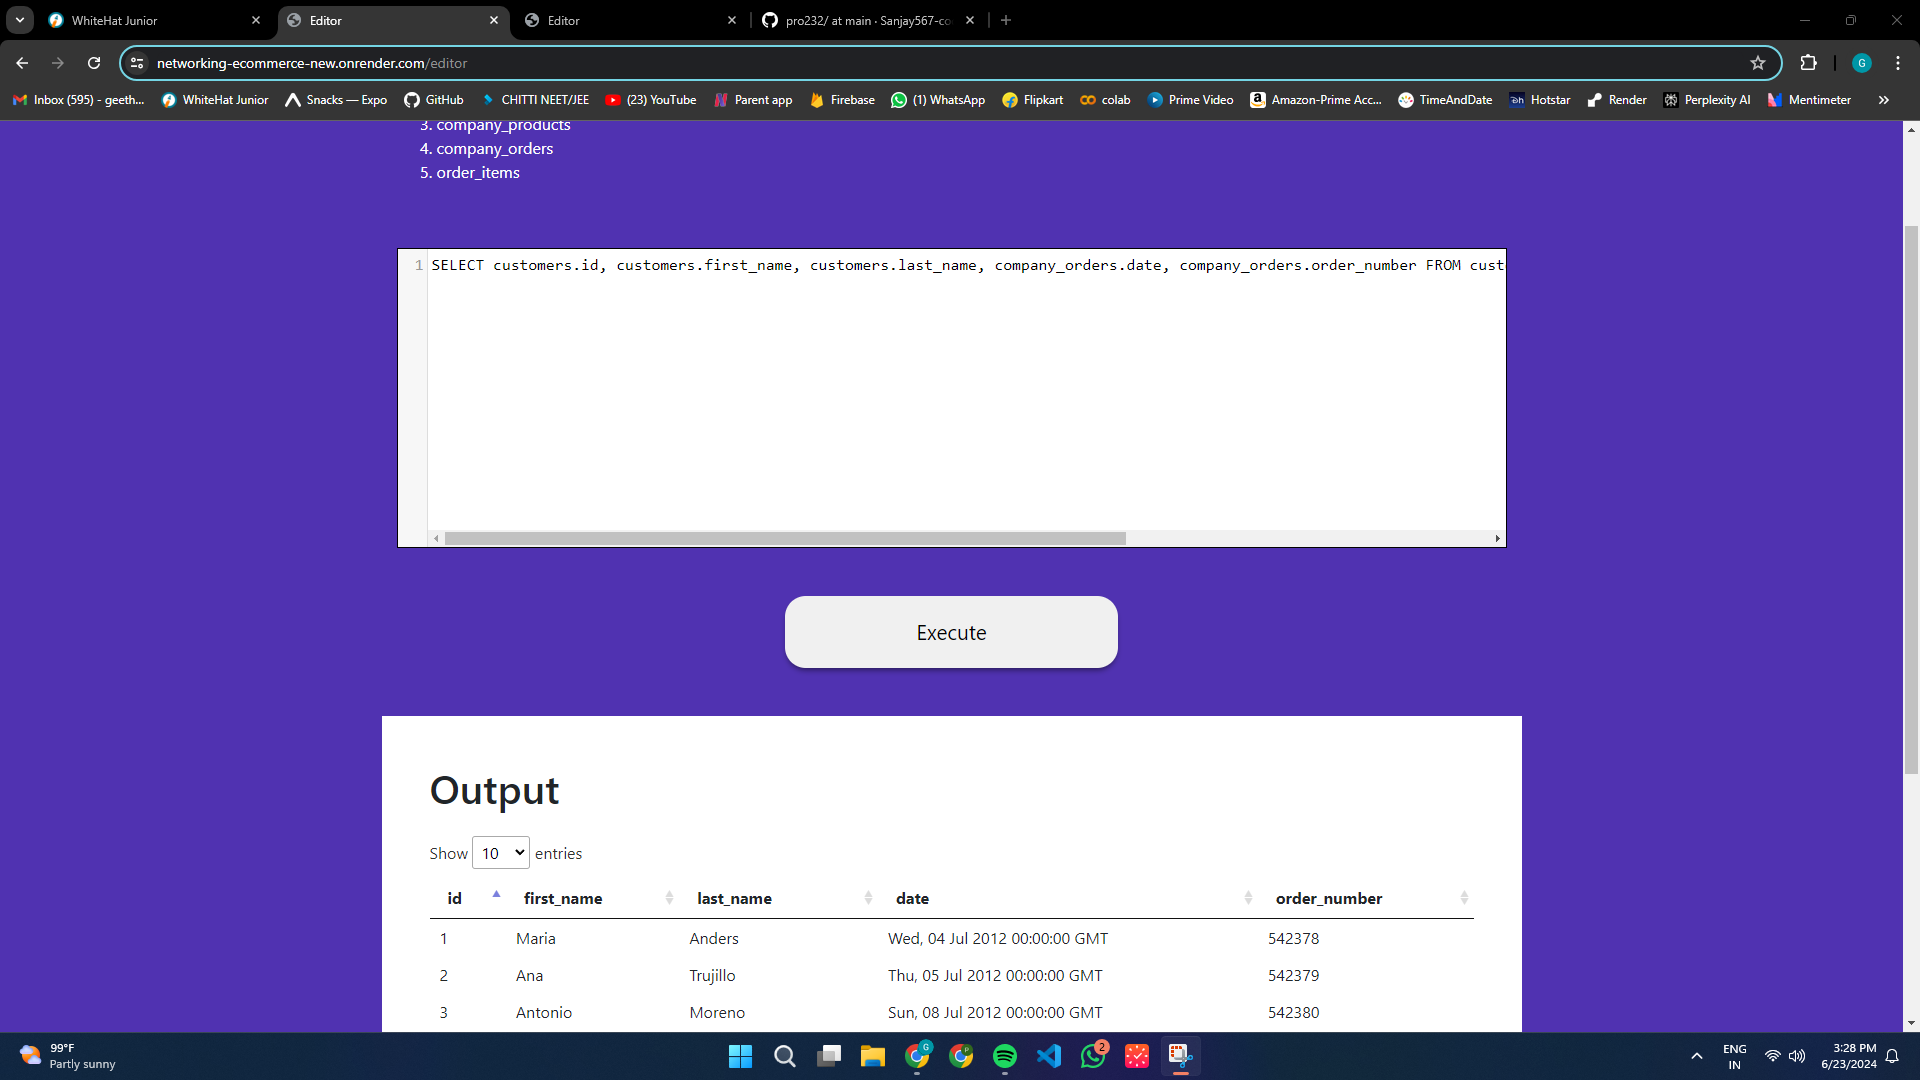 WhiteHat Junior
Editor
Editor
pro232/ at main · Sanjay567-co
networking-ecommerce-new.onrender.com/editor
G
Inbox (595) - geeth...
WhiteHat Junior
Snacks — Expo
GitHub
CHITTI NEET/JEE
(23) YouTube
Parent app
Firebase
(1) WhatsApp
Flipkart
colab
Prime Video
Amazon-Prime Acc...
TimeAndDate
Hotstar
Render
Perplexity AI
Mentimeter
3. company_products
4. company_orders
5. order_items
1 SELECT customers.id, customers.first_name, customers.last_name, company_orders.date, company_orders.order_number FROM cust
Execute
Output
Show 10 entries
id first_name last_name date order_number
1 Maria Anders Wed, 04 Jul 2012 00:00:00 GMT 542378
2 Ana Trujillo Thu, 05 Jul 2012 00:00:00 GMT 542379
3 Antonio Moreno Sun, 08 Jul 2012 00:00:00 GMT 542380
99°F
Partly sunny
G
2
ENG
IN
3:28 PM
6/23/2024